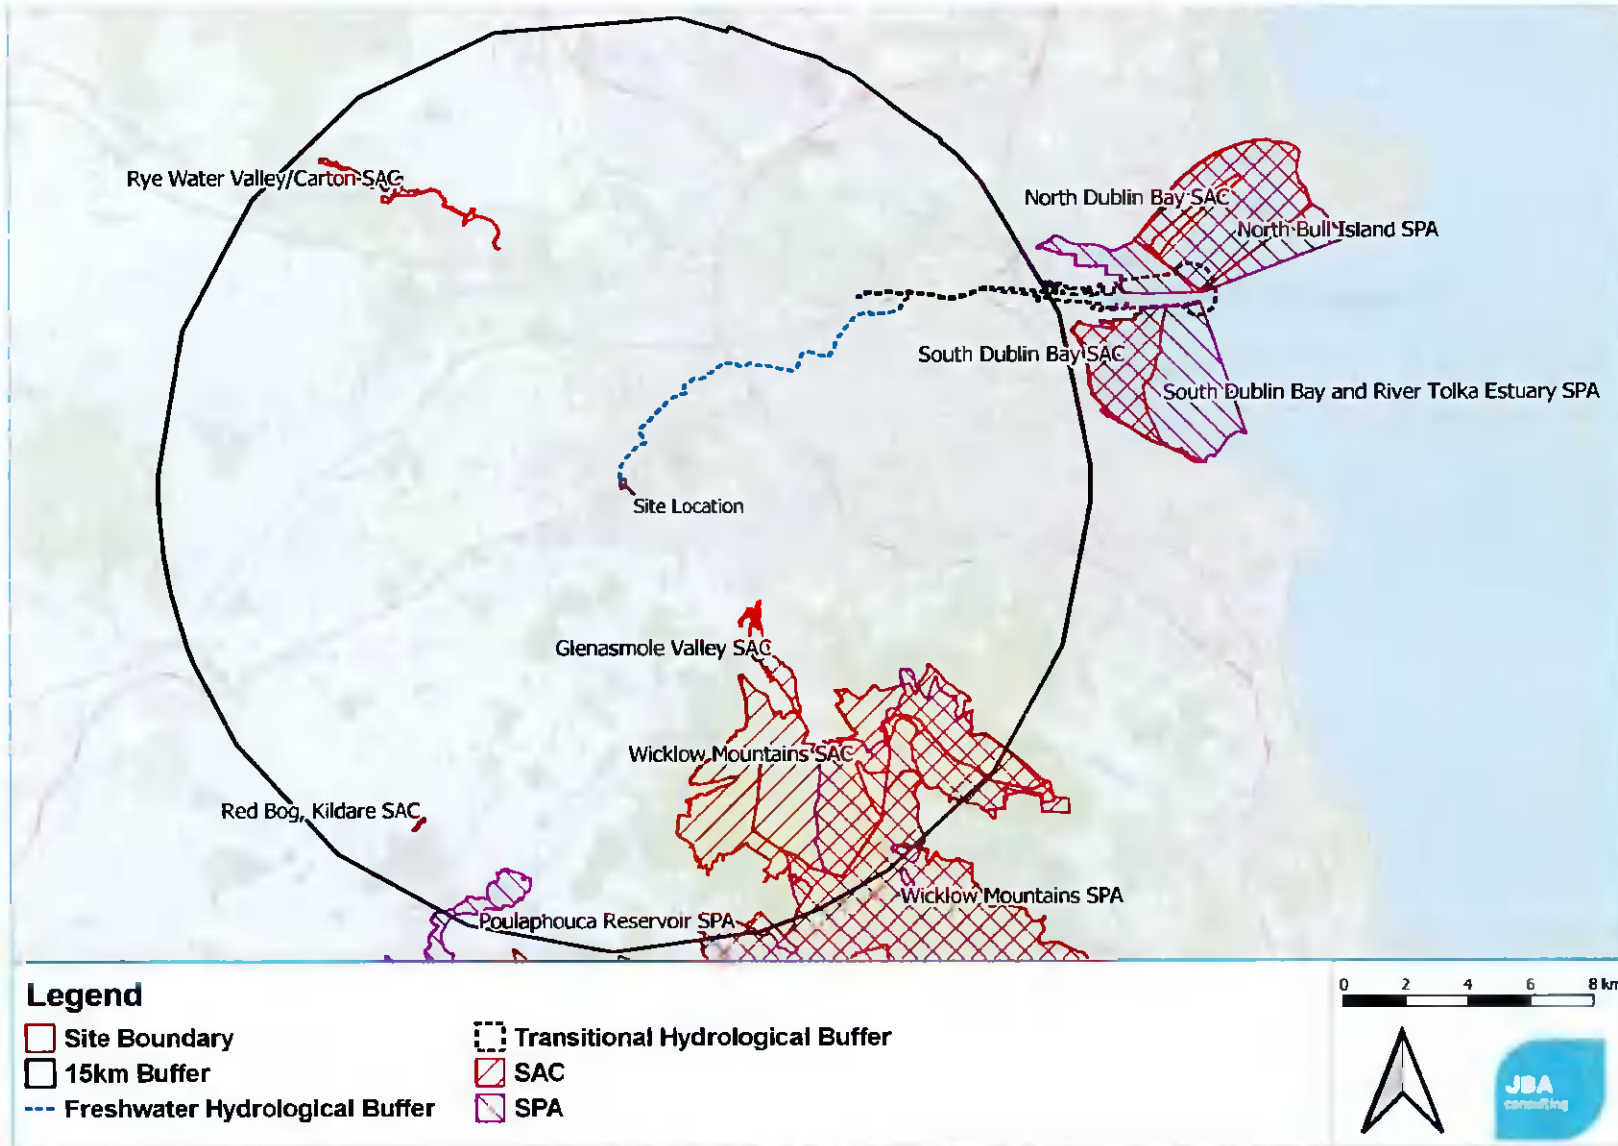 Rye Water Valley/Carton SAC
North Dublin Bay SAC
North Bull Island SPA
South Dublin Bay SAC
South Dublin Bay and River Tolka Estuary SPA
Site Location
Glenasmole Valley SAC
Wicklow Mountains SAC
Red Bog, Kildare SAC
Wicklow Mountains SPA
Poulaphouca Reservoir SPA
Legend
Site Boundary
15km Buffer
Freshwater Hydrological Buffer
Transitional Hydrological Buffer
SAC
SPA
0 2 4 6 8 km
JBA
consulting